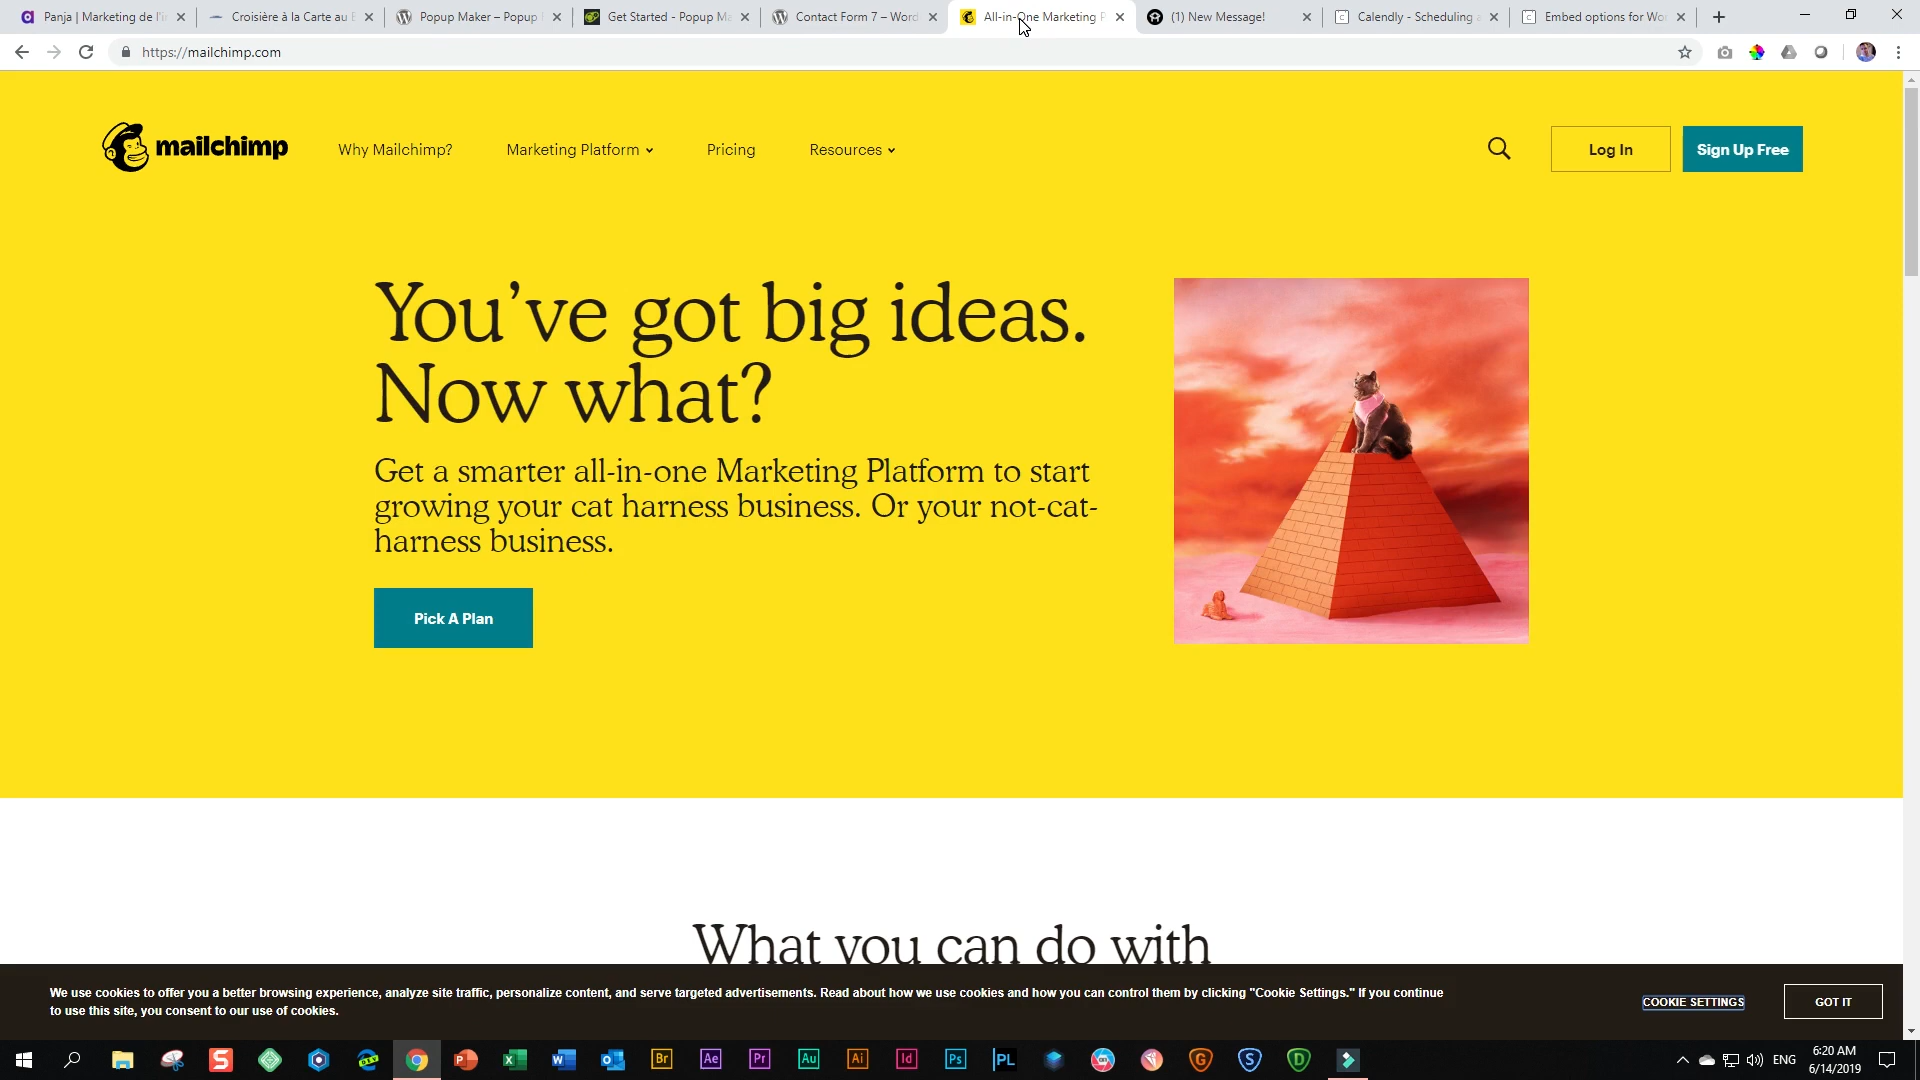 Panja | Marketing de l'i
Croisière à la Carte au
Popup Maker – Popup
Get Started - Popup Ma
Contact Form 7 – Word
All-in-One Marketing P
(1) New Message!
Calendly - Scheduling a
Embed options for Wo
https://mailchimp.com
mailchimp
Why Mailchimp?
Marketing Platform
Pricing
Resources
Log In
Sign Up Free
You've got big ideas.
Now what?
Get a smarter all-in-one Marketing Platform to start
growing your cat harness business. Or your not-cat-
harness business.
Pick A Plan
What you can do with
We use cookies to offer you a better browsing experience, analyze site traffic, personalize content, and serve targeted advertisements. Read about how we use cookies and how you can control them by clicking "Cookie Settings." If you continue
to use this site, you consent to our use of cookies.
COOKIE SETTINGS
GOT IT
Br
Ae
Pr
Au
Ai
Id
Ps
PL
ENG
6:20 AM
6/14/2019